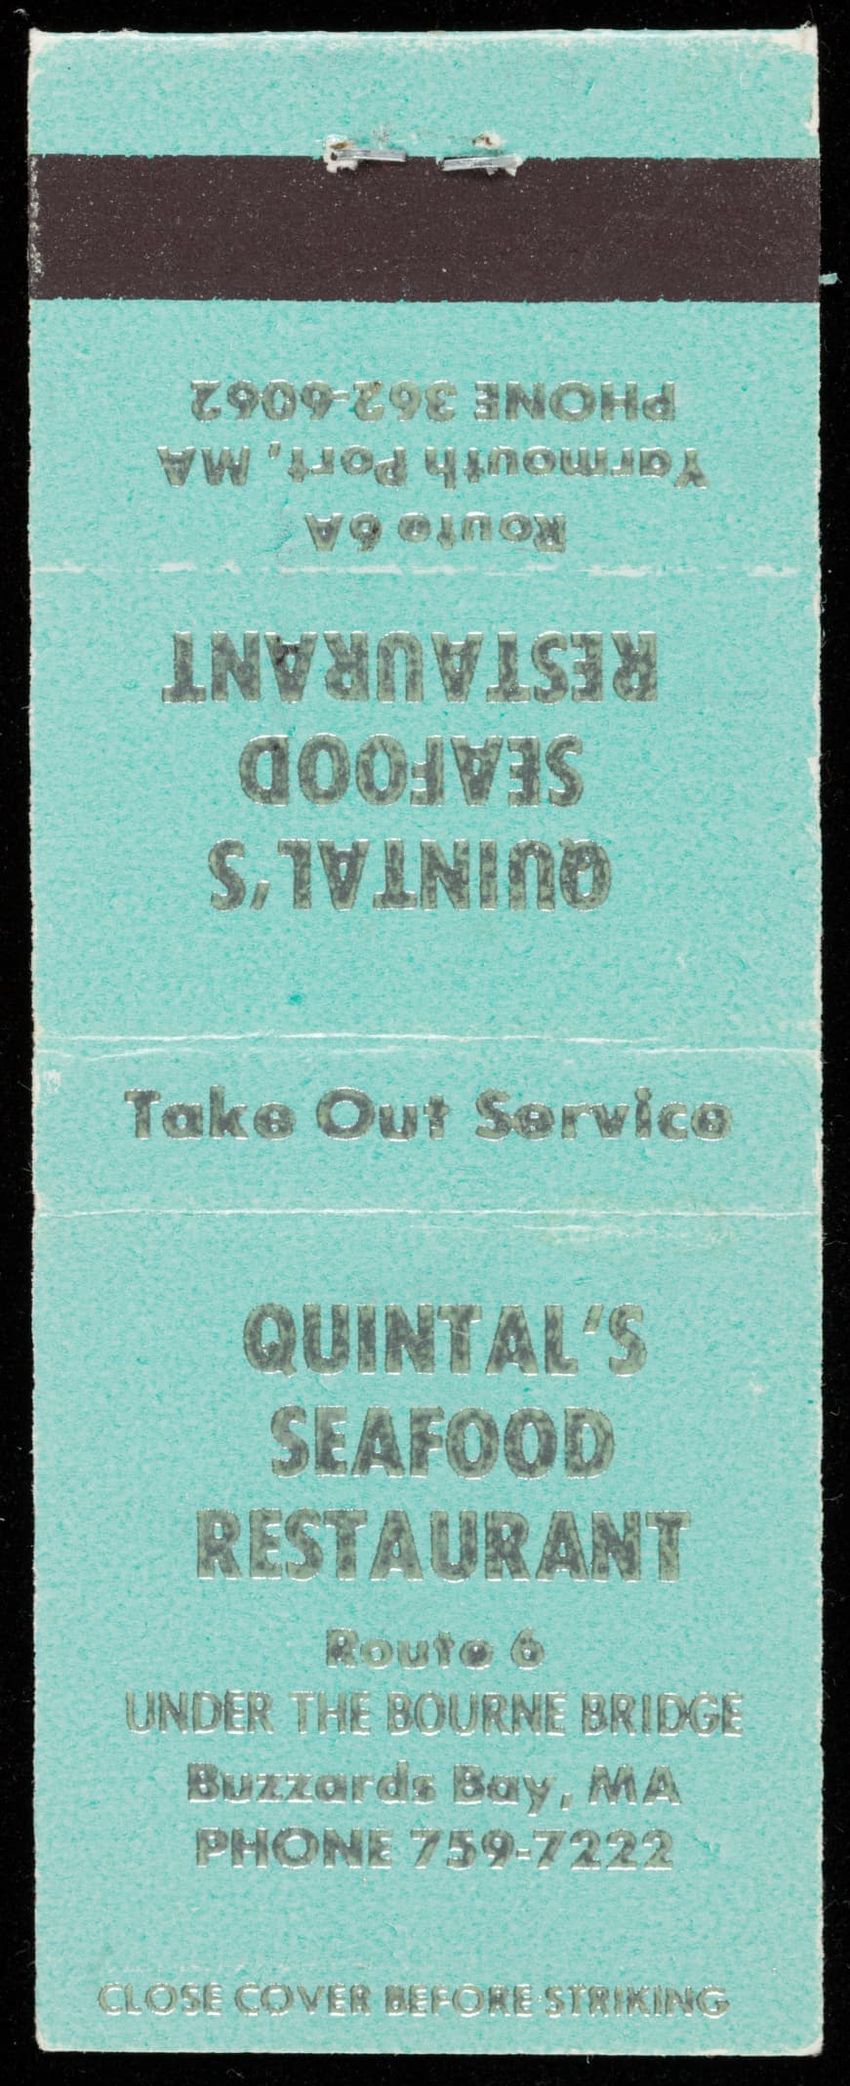 QUINTAL'S
SEAFOOD
RESTAURANT
Route 6A
Yarmouth Port, MA
PHONE 362-6062
Take Out Service
QUINTAL'S
SEAFOOD
RESTAURANT
Route 6
UNDER THE BOURNE BRIDGE
Buzzards Bay, MA
PHONE 759-7222
CLOSE COVER BEFORE STRIKING